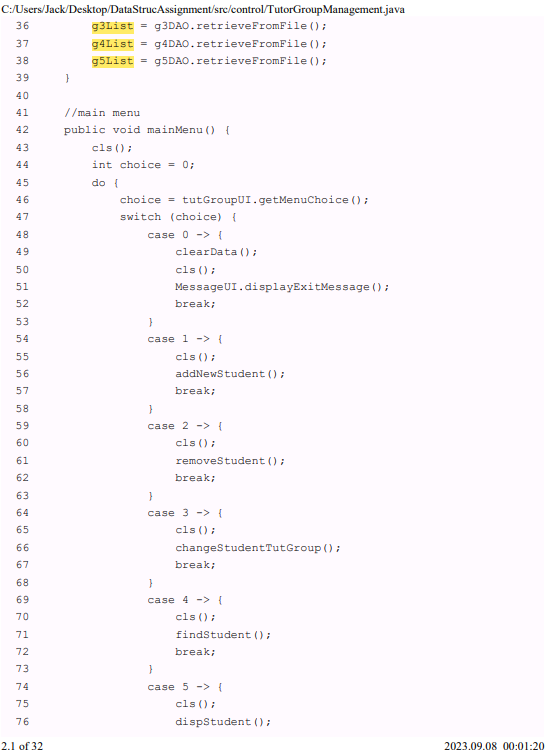 C:/Users/Jack/Desktop/DataStrucAssignment/src/control/TutorGroupManagement.java
36 g3List = g3DAO.retrieveFromFile();
37 g4List = g4DAO.retrieveFromFile();
38 g5List = g5DAO.retrieveFromFile();
39 }
40
41 //main menu
42 public void mainMenu() {
43 cls();
44 int choice = 0;
45 do {
46 choice = tutGroupUI.getMenuChoice();
47 switch (choice) {
48 case 0 -> {
49 clearData();
50 cls();
51 MessageUI.displayExitMessage();
52 break;
53 }
54 case 1 -> {
55 cls();
56 addNewStudent();
57 break;
58 }
59 case 2 -> {
60 cls();
61 removeStudent();
62 break;
63 }
64 case 3 -> {
65 cls();
66 changeStudentTutGroup();
67 break;
68 }
69 case 4 -> {
70 cls();
71 findStudent();
72 break;
73 }
74 case 5 -> {
75 cls();
76 dispStudent();
2.1 of 32 2023.09.08 00:01:20